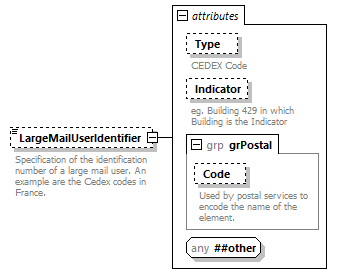 attributes
Type
CEDEX Code
Indicator
eg. Building 429 in which
Building is the Indicator
LargeMailUserIdentifier
Specification of the identification
number of a large mail user. An
example are the Cedex codes in
France.
grp grPostal
Code
Used by postal services to
encode the name of the
element.
any ##other